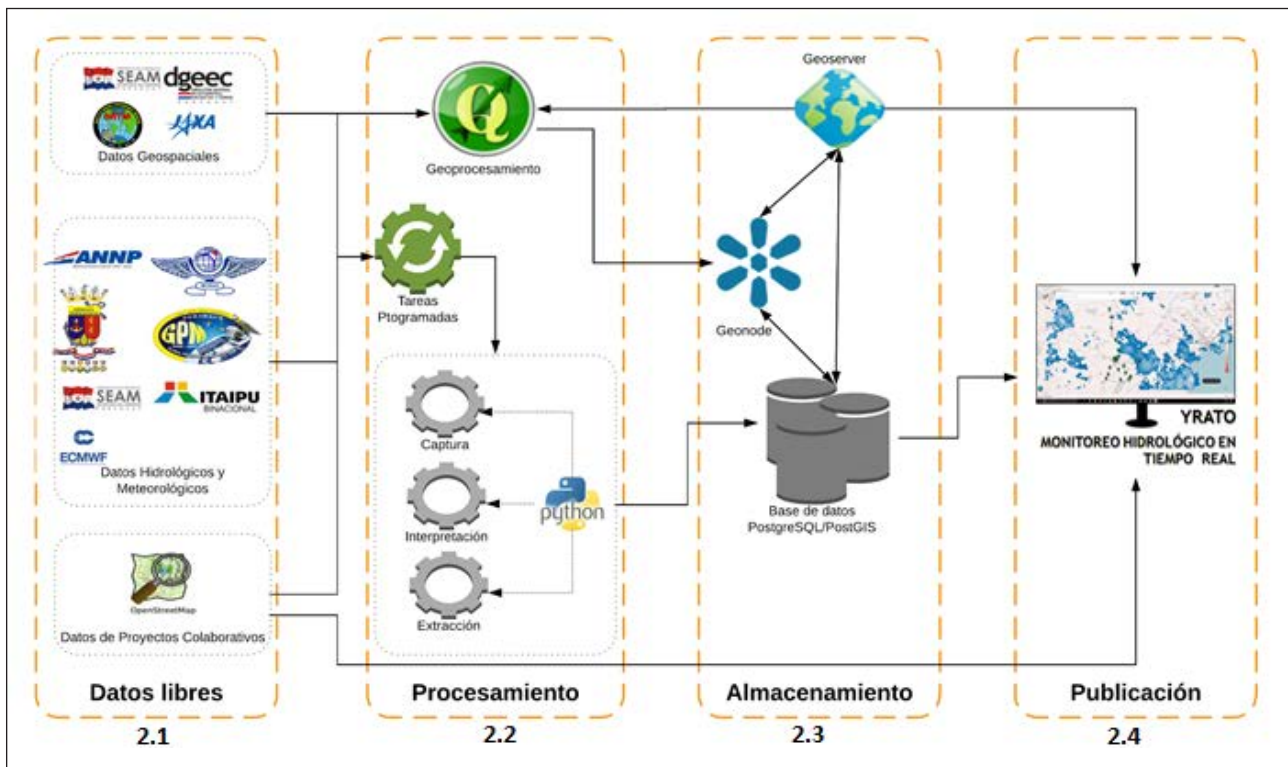 SEAM
dgeec
JAXA
Datos Geospaciales
ANNP
GPM
SEAM
ITAIPU
BINACIONAL
ECMWF
Datos Hidrológicos y
Meteorológicos
OpenStreetMap
Datos de Proyectos Colaborativos
Datos libres
2.1
Geoprocesamiento
Tareas
Ptogramadas
Captura
Interpretación
python
Extracción
Procesamiento
2.2
Geoserver
Geonode
Base de datos
PostgreSQL/PostGIS
Almacenamiento
2.3
YRATO
MONITOREO HIDROLÓGICO EN
TIEMPO REAL
Publicación
2.4